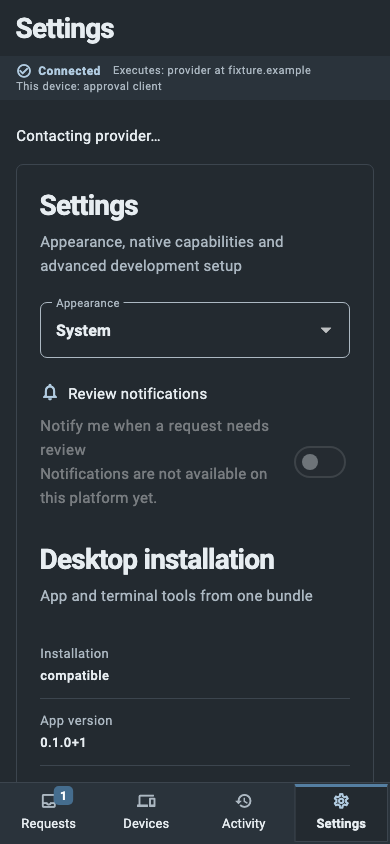 Settings
Connected Executes: provider at fixture.example
This device: approval client
Contacting provider…
Settings
Appearance, native capabilities and
advanced development setup
Appearance
System
Review notifications
Notify me when a request needs
review
Notifications are not available on
this platform yet.
Desktop installation
App and terminal tools from one bundle
Installation
compatible
App version
0.1.0+1
1
Requests Devices Activity Settings